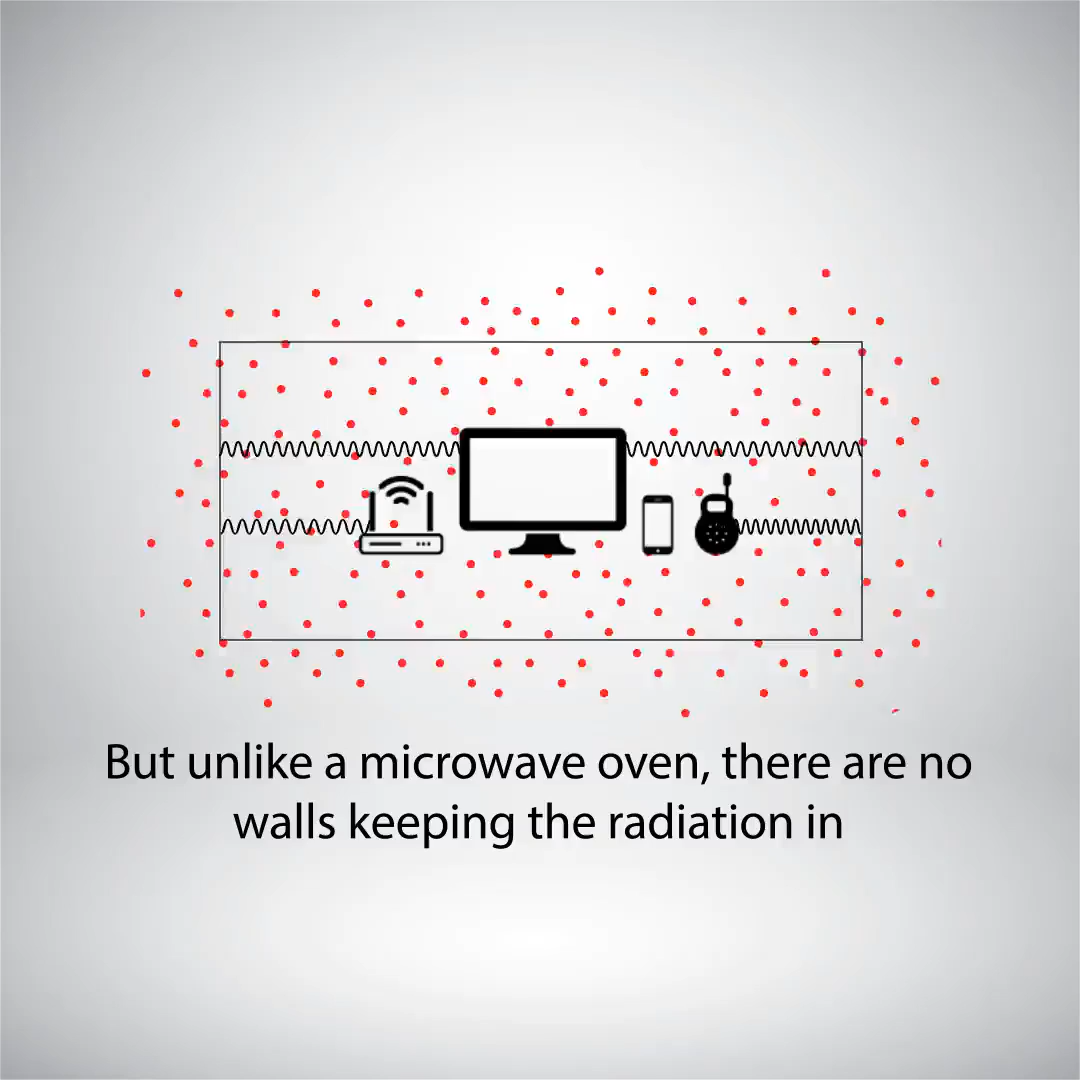 But unlike a microwave oven, there are no
walls keeping the radiation in